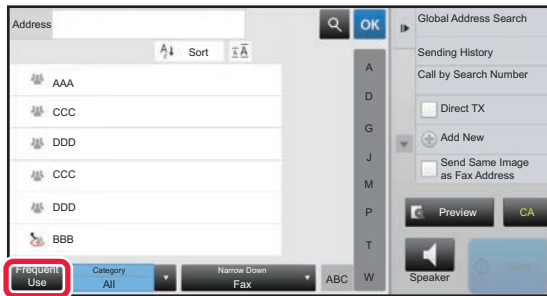 Address
OK
Sort
AAA
CCC
DDD
CCC
DDD
BBB
A
D
G
J
M
P
T
W
Frequent
Use
Category
All
Narrow Down
Fax
ABC
Global Address Search
Sending History
Call by Search Number
Direct TX
Add New
Send Same Image
as Fax Address
Preview
CA
Speaker
Start